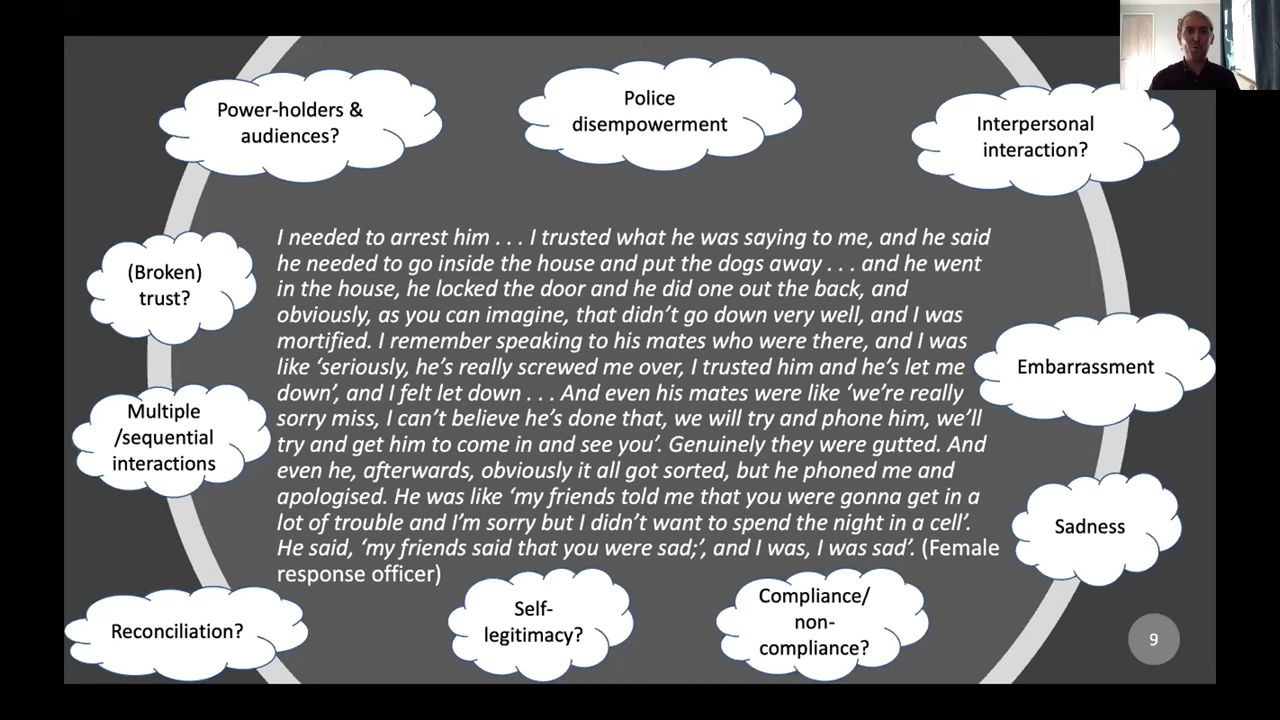 Power-holders &
audiences?
Police
disempowerment
Interpersonal
interaction?
(Broken)
trust?
Multiple
/sequential
interactions
I needed to arrest him . . . I trusted what he was saying to me, and he said
he needed to go inside the house and put the dogs away . . . and he went
in the house, he locked the door and he did one out the back, and
obviously, as you can imagine, that didn’t go down very well, and I was
mortified. I remember speaking to his mates who were there, and I was
like ‘seriously, he’s really screwed me over, I trusted him and he’s let me
down’, and I felt let down . . . And even his mates were like ‘we’re really
sorry miss, I can’t believe he’s done that, we will try and phone him, we’ll
try and get him to come in and see you’. Genuinely they were gutted. And
even he, afterwards, obviously it all got sorted, but he phoned me and
apologised. He was like ‘my friends told me that you were gonna get in a
lot of trouble and I’m sorry but I didn’t want to spend the night in a cell’.
He said, ‘my friends said that you were sad;’, and I was, I was sad’. (Female
response officer)
Embarrassment
Sadness
Reconciliation?
Self-
legitimacy?
Compliance/
non-
compliance?
9